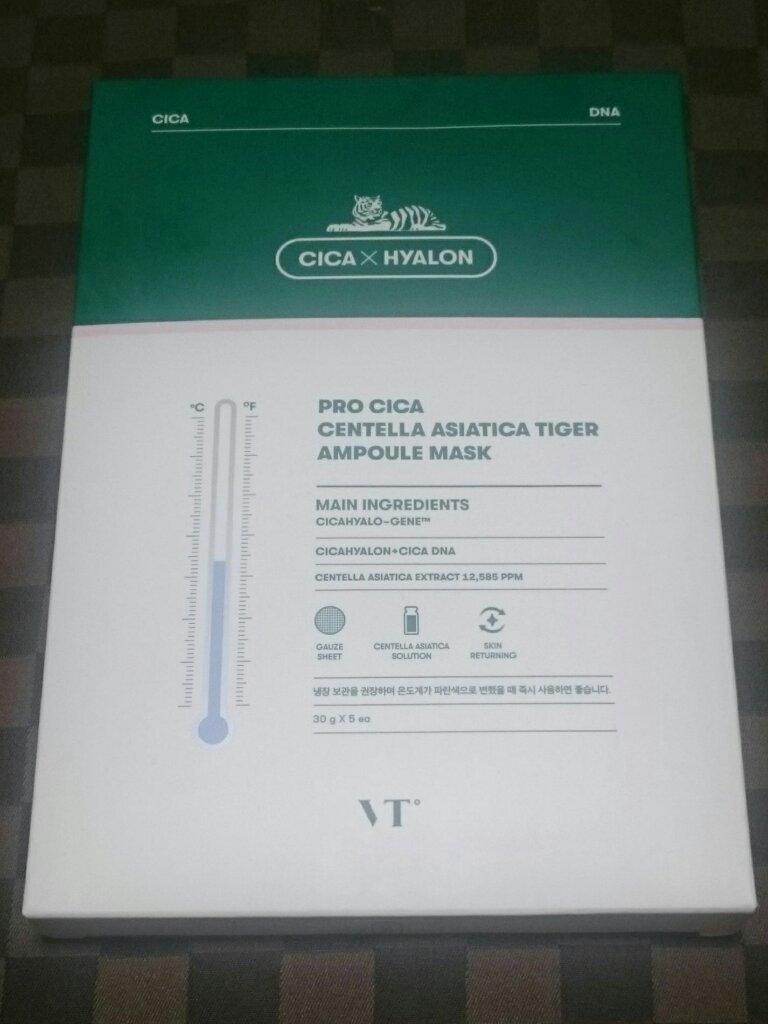 CICA
DNA
CICA × HYALON
°C
°F
PRO CICA
CENTELLA ASIATICA TIGER
AMPOULE MASK
MAIN INGREDIENTS
CICAHYALO-GENE™
CICAHYALON+CICA DNA
CENTELLA ASIATICA EXTRACT 12,585 PPM
GAUZE
SHEET
CENTELLA ASIATICA
SOLUTION
SKIN
RETURNING
냉장 보관을 권장하며 온도계가 파란색으로 변했을 때 즉시 사용하면 좋습니다.
30 g X 5 ea
VT°